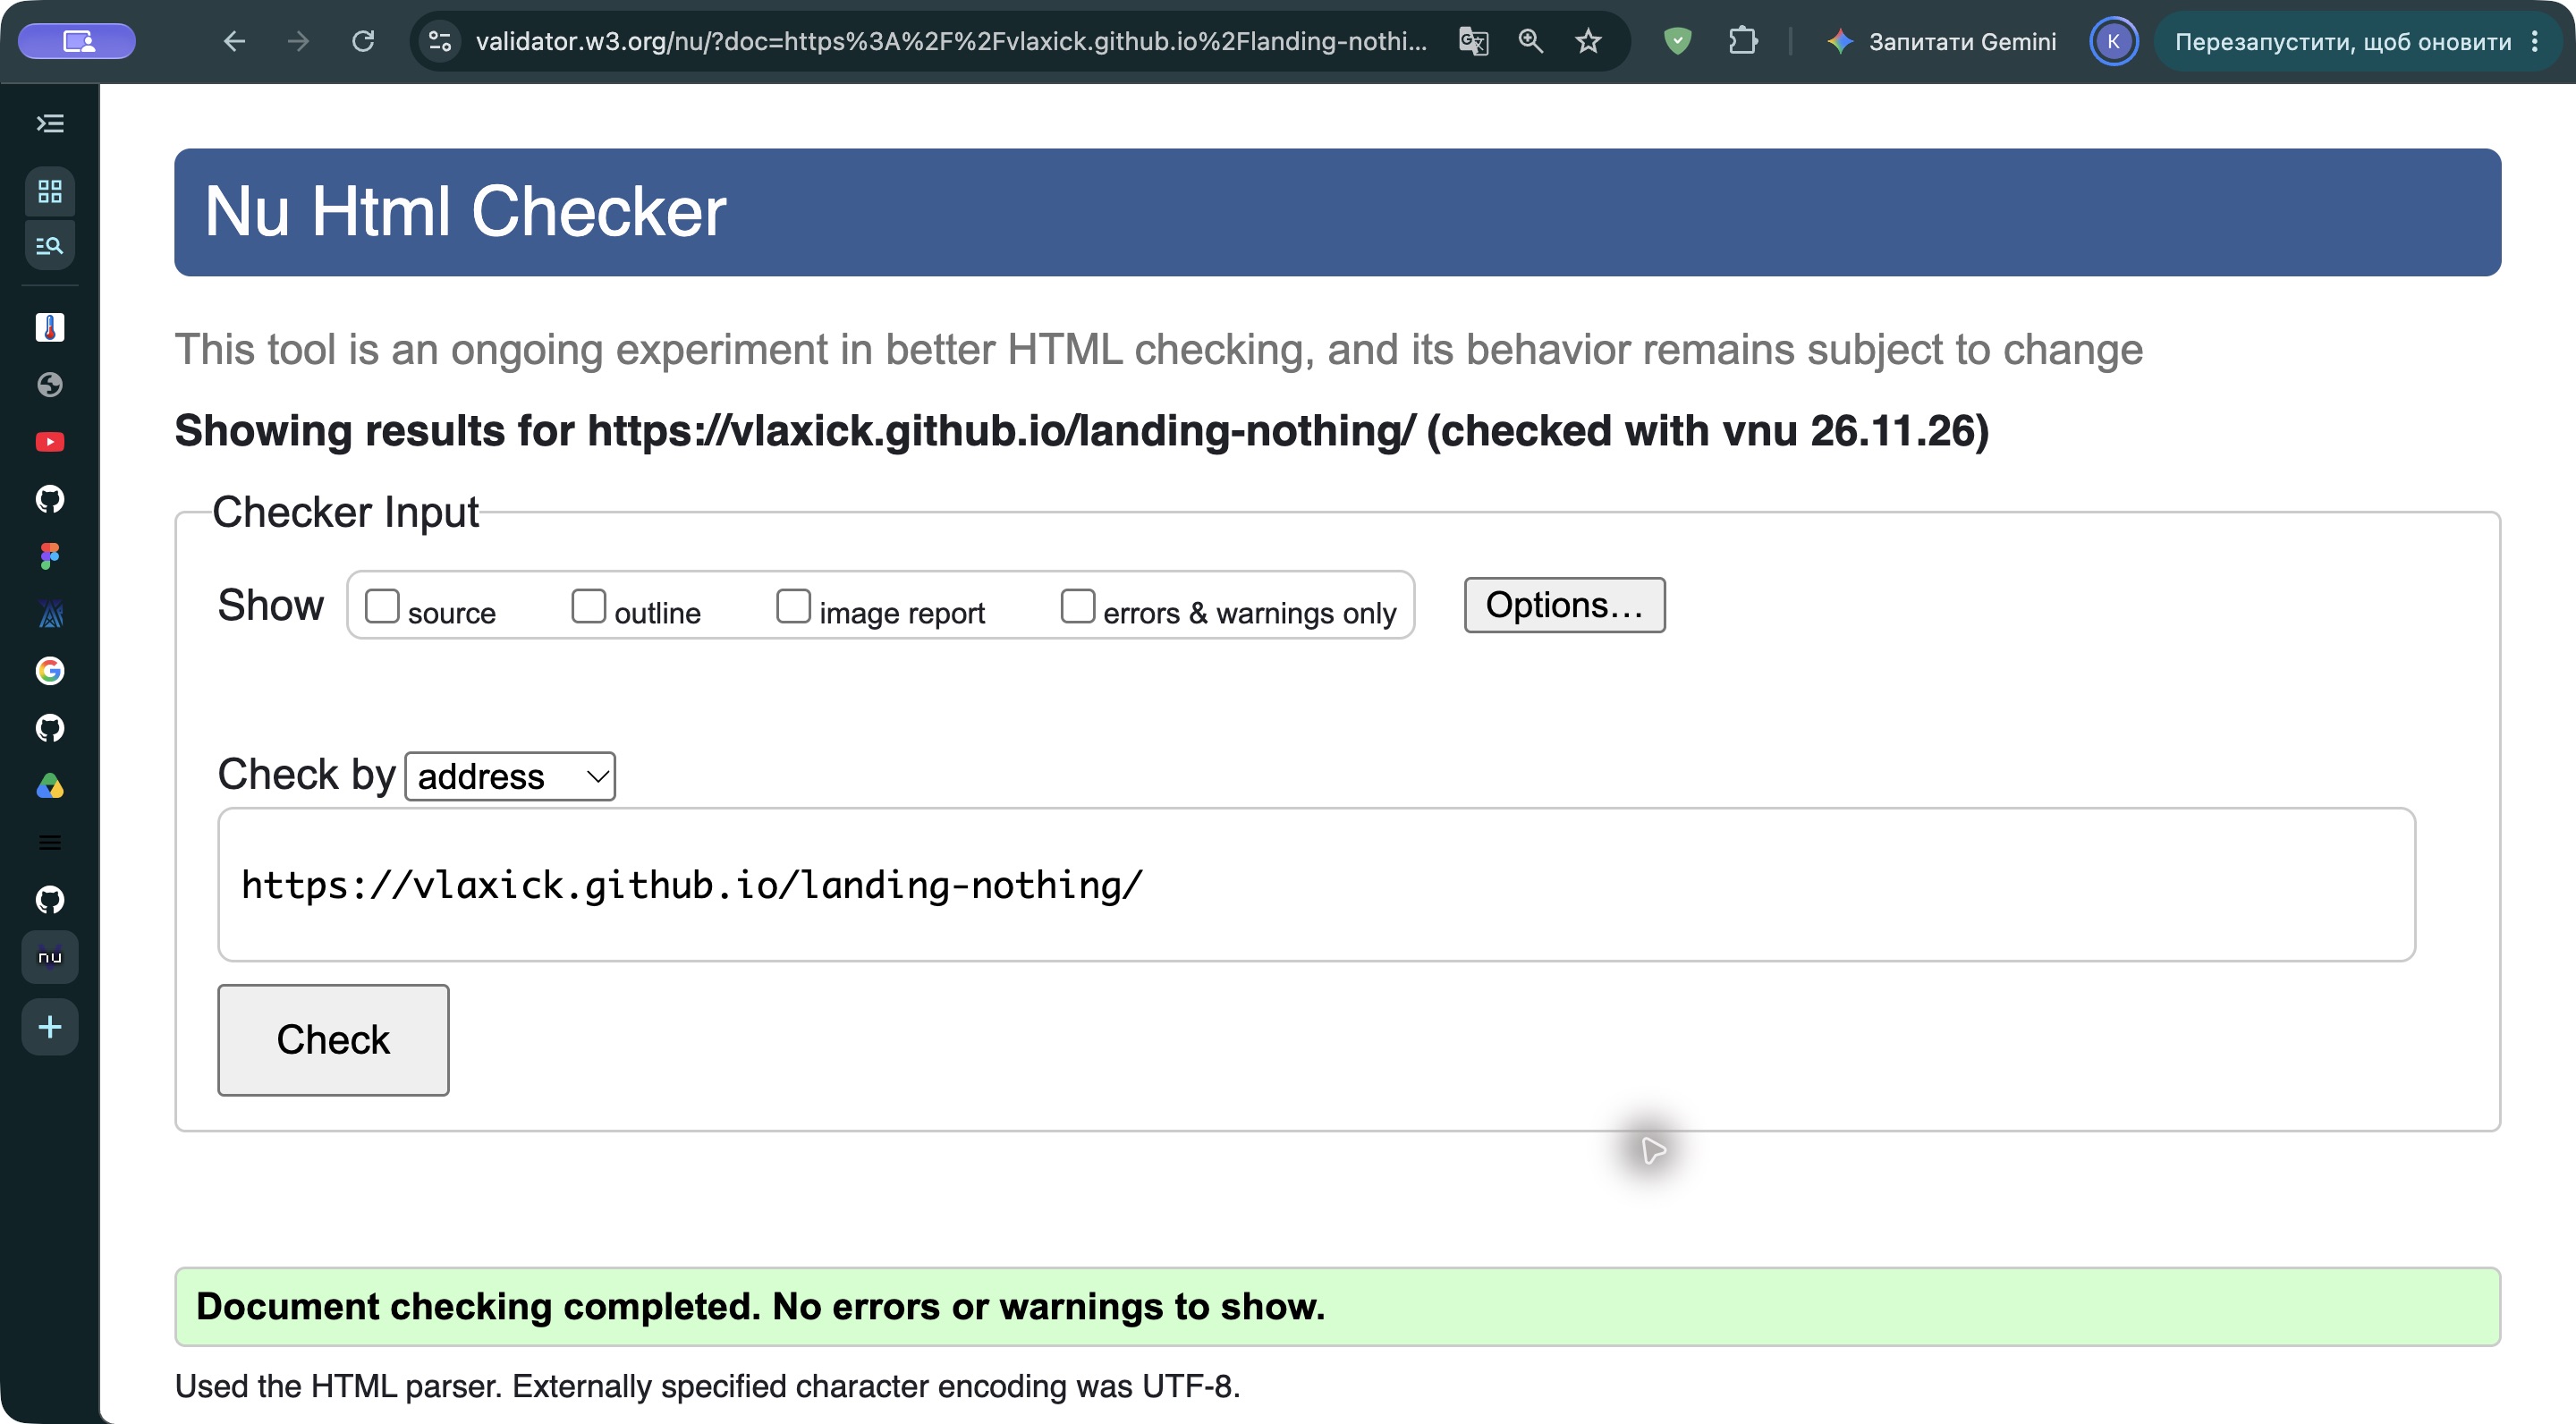 validator.w3.org/nu/?doc=https%3A%2F%2Fvlaxick.github.io%2Flanding-nothi...
Запитати Gemini
K
Перезапустити, щоб оновити
Nu Html Checker
This tool is an ongoing experiment in better HTML checking, and its behavior remains subject to change
Showing results for https://vlaxick.github.io/landing-nothing/ (checked with vnu 26.11.26)
Checker Input
Show source outline image report errors & warnings only Options...
Check by address
https://vlaxick.github.io/landing-nothing/
nu
Check
Document checking completed. No errors or warnings to show.
Used the HTML parser. Externally specified character encoding was UTF-8.